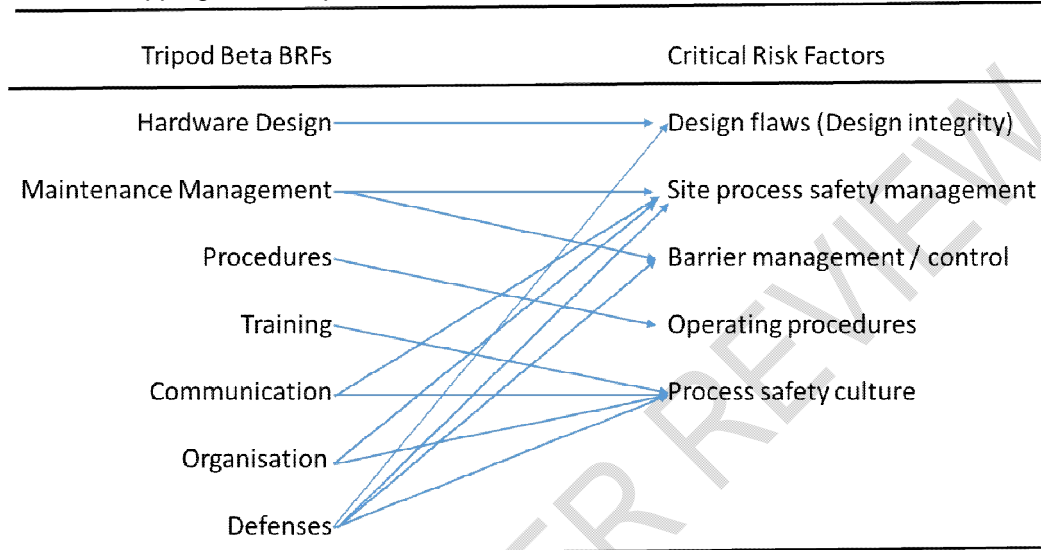 Tripod Beta BRFs Critical Risk Factors
Hardware Design Design flaws (Design integrity)
Maintenance Management Site process safety management
Procedures Barrier management / control
Training Operating procedures
Communication Process safety culture
Organisation
Defenses
ER REVIEW